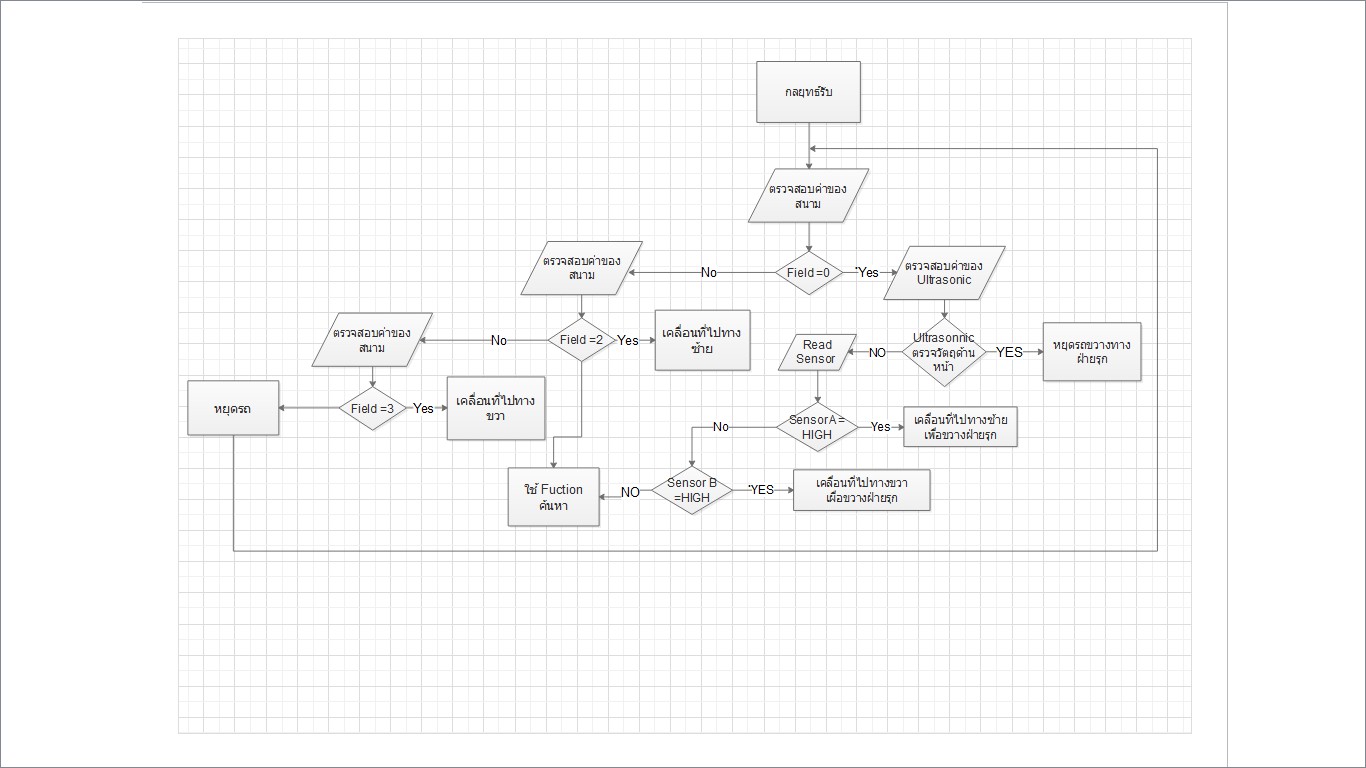 กลยุทธ์รับ
ตรวจสอบค่าของ
สนาม
Field =0
No
Yes
ตรวจสอบค่าของ
สนาม
ตรวจสอบค่าของ
Ultrasonic
Field =2
No
Yes
เคลื่อนที่ไปทาง
ซ้าย
Ultrasonnic
ตรวจวัตถุด้าน
หน้า
NO
YES
หยุดรถขวางทาง
ฝ่ายรุก
ตรวจสอบค่าของ
สนาม
Read
Sensor
Field =3
Yes
หยุดรถ
เคลื่อนที่ไปทาง
ขวา
SensorA =
HIGH
No
Yes
เคลื่อนที่ไปทางซ้าย
เพื่อขวางฝ่ายรุก
ใช้ Fuction
ค้นหา
NO
Sensor B
=HIGH
YES
เคลื่อนที่ไปทางขวา
เผื่อขวางฝ่ายรุก